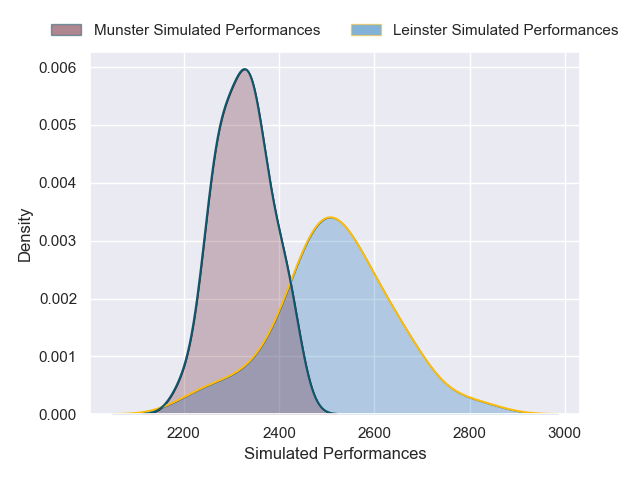 Munster Simulated Performances Leinster Simulated Performances
0.006
0.005
0.004
0.003
0.002
0.001
0.000
Density
2200 2400 2600 2800 3000
Simulated Performances